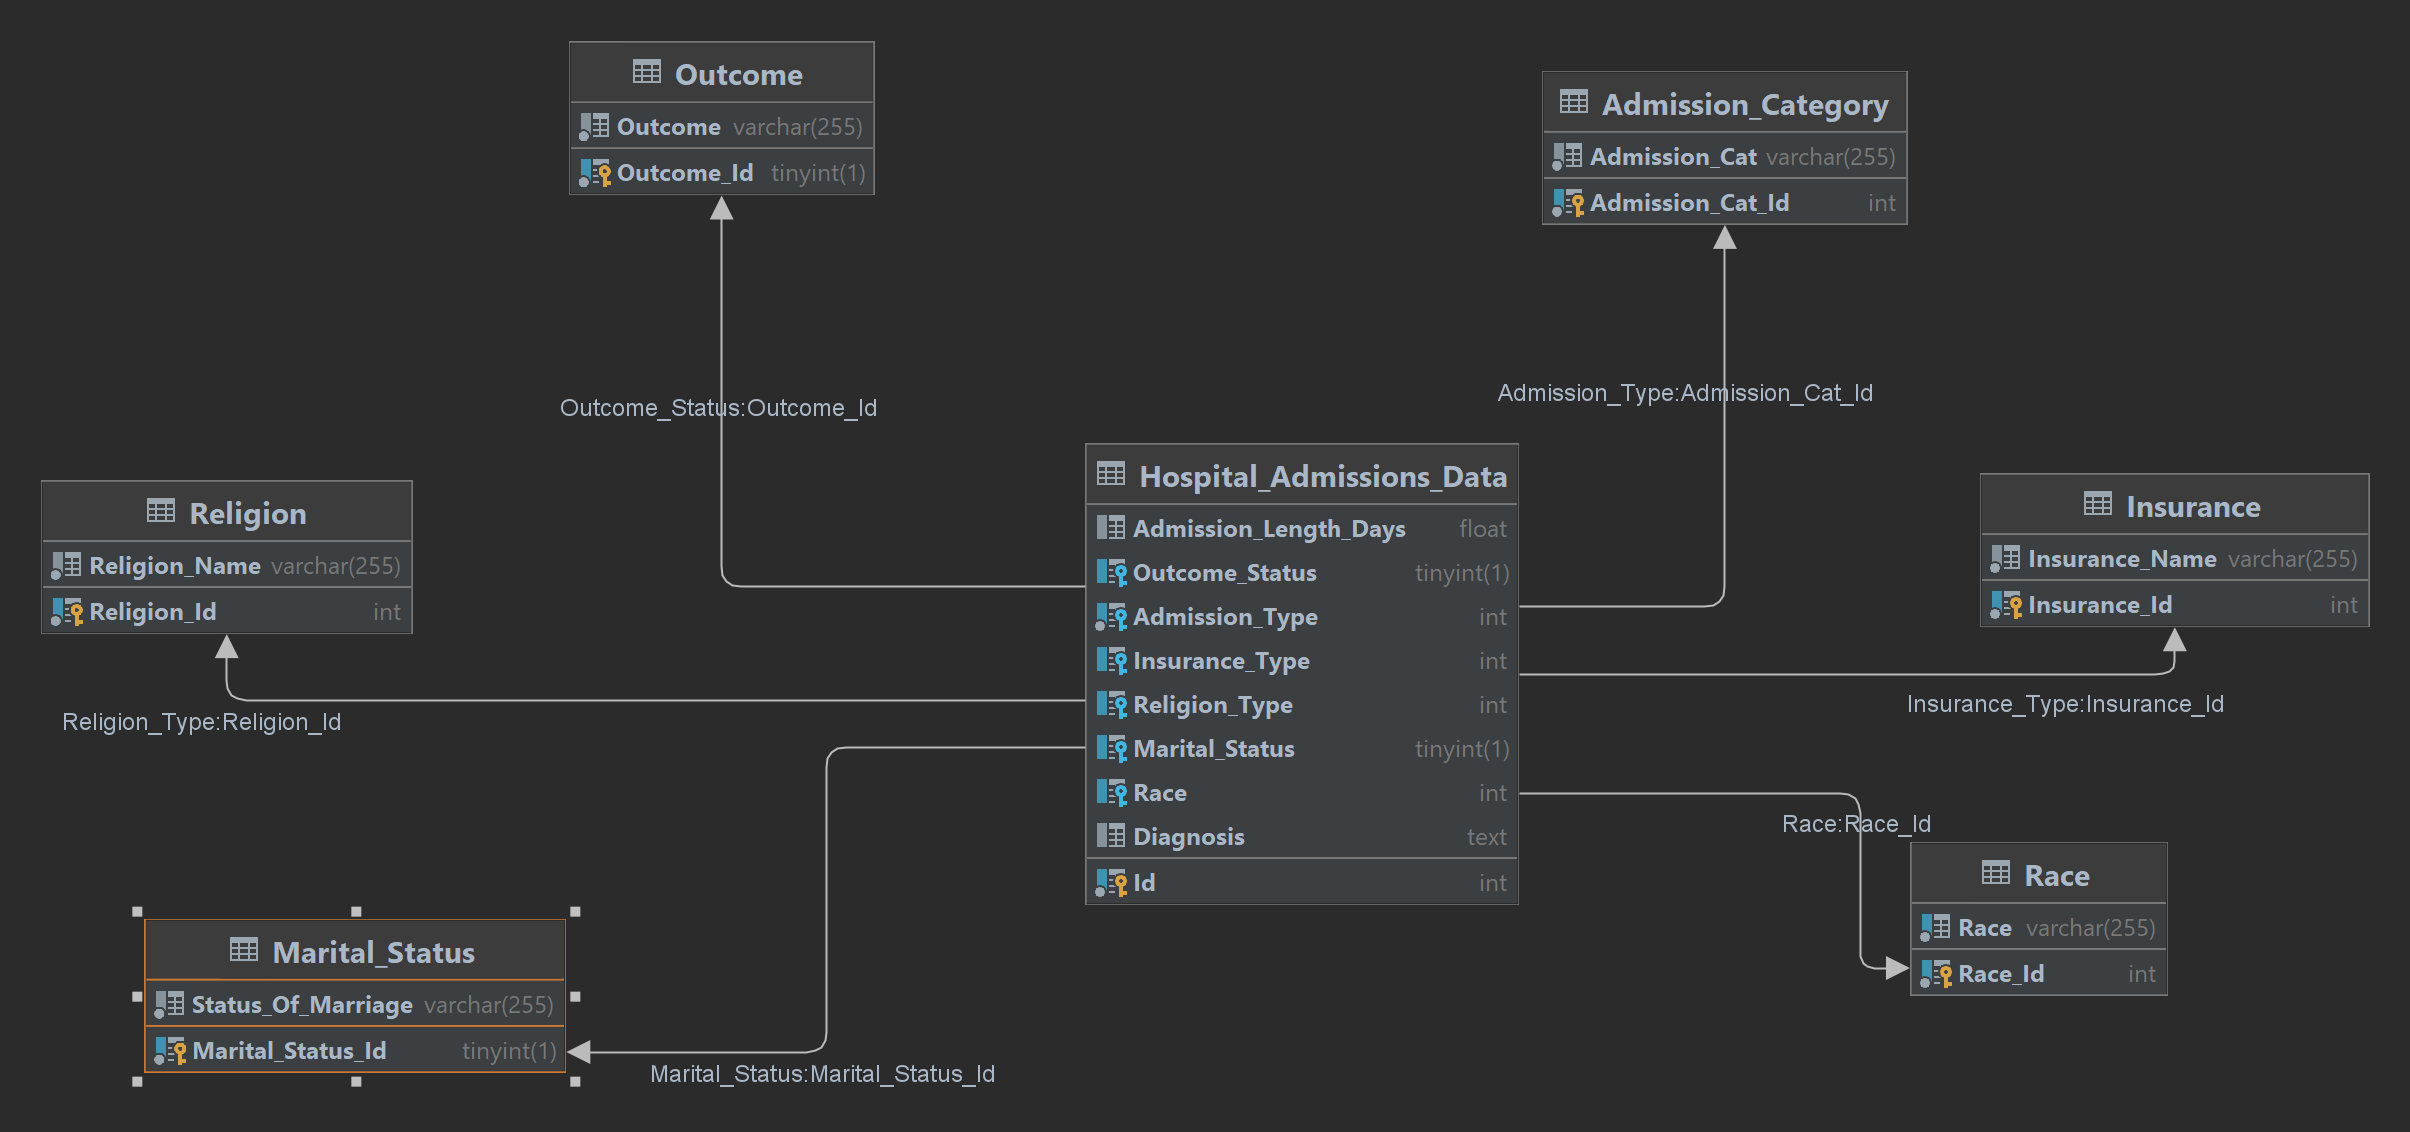 Outcome
Outcome varchar(255)
Outcome_Id tinyint(1)
Admission_Category
Admission_Cat varchar(255)
Admission_Cat_Id int
Outcome_Status:Outcome_Id
Admission_Type:Admission_Cat_Id
Religion
Religion_Name varchar(255)
Religion_Id int
Religion_Type:Religion_Id
Hospital_Admissions_Data
Admission_Length_Days float
Outcome_Status tinyint(1)
Admission_Type int
Insurance_Type int
Religion_Type int
Marital_Status tinyint(1)
Race int
Diagnosis text
Id int
Insurance
Insurance_Name varchar(255)
Insurance_Id int
Insurance_Type:Insurance_Id
Race:Race_Id
Race
Race varchar(255)
Race_Id int
Marital_Status
Status_Of_Marriage varchar(255)
Marital_Status_Id tinyint(1)
Marital_Status:Marital_Status_Id